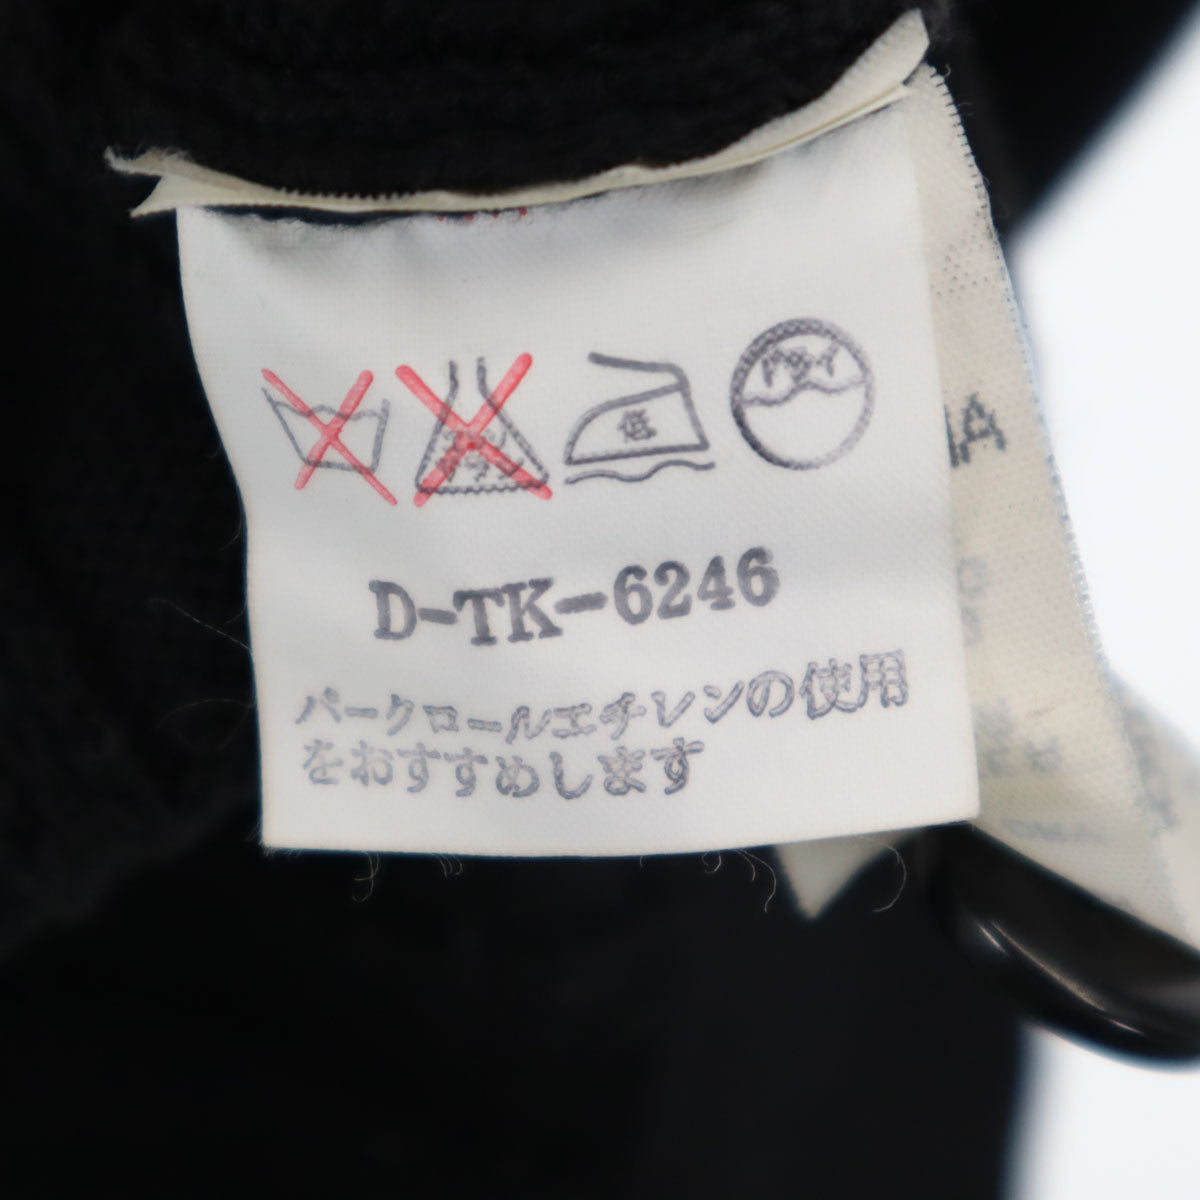 低
ドライ
D-TK-6246
パークロールエチレンの使用
をおすすめします